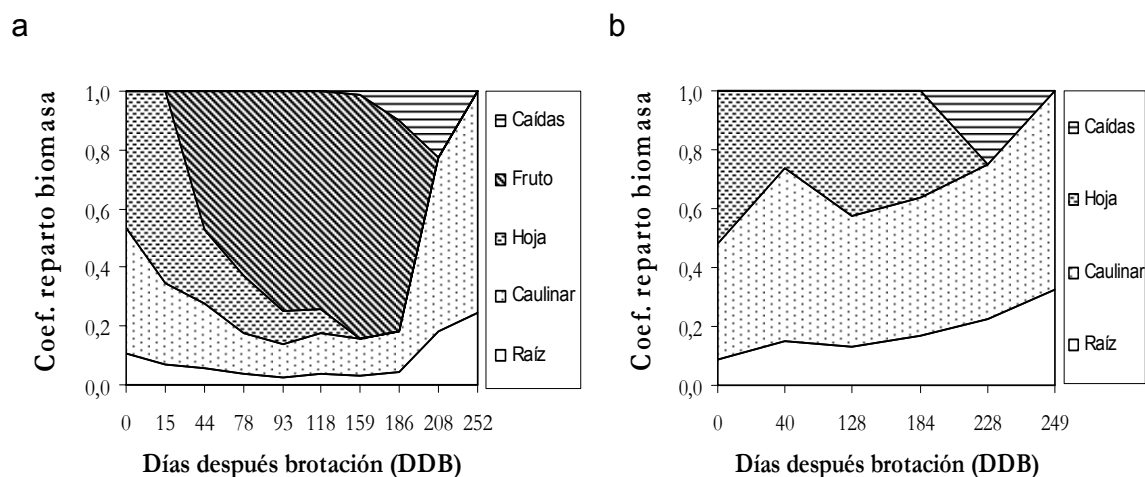 a
b
Coef. reparto biomasa
1,0
0,8
0,6
0,4
0,2
0,0
0 15 44 78 93 118 159 186 208 252
Días después brotación (DDB)
Caídas
Fruto
Hoja
Caulinar
Raíz
Coef. reparto biomasa
1,0
0,8
0,6
0,4
0,2
0,0
0 40 128 184 228 249
Días después brotación (DDB)
Caídas
Hoja
Caulinar
Raíz